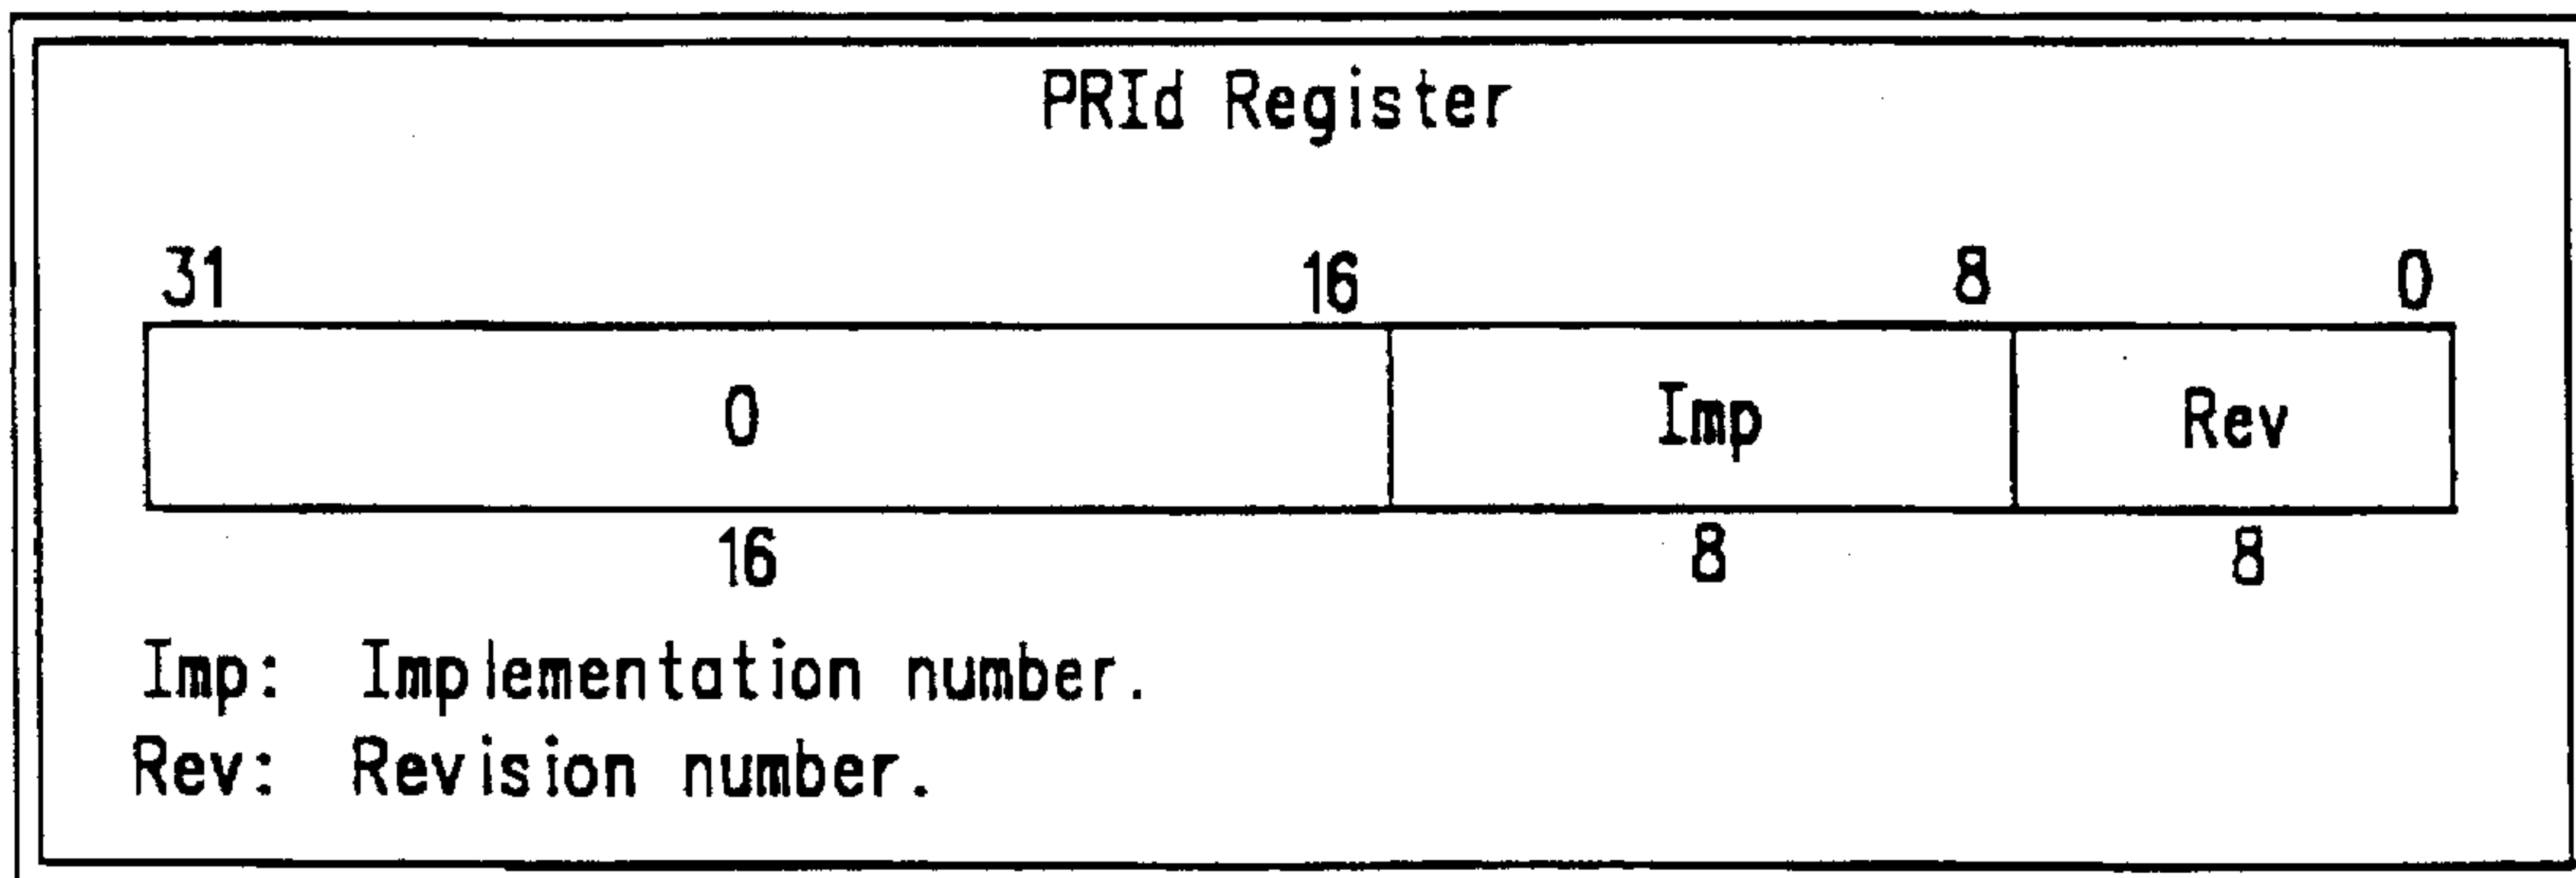 PRId Register
31 16 8 0
0 Imp Rev
16 8 8
Imp: Implementation number.
Rev: Revision number.